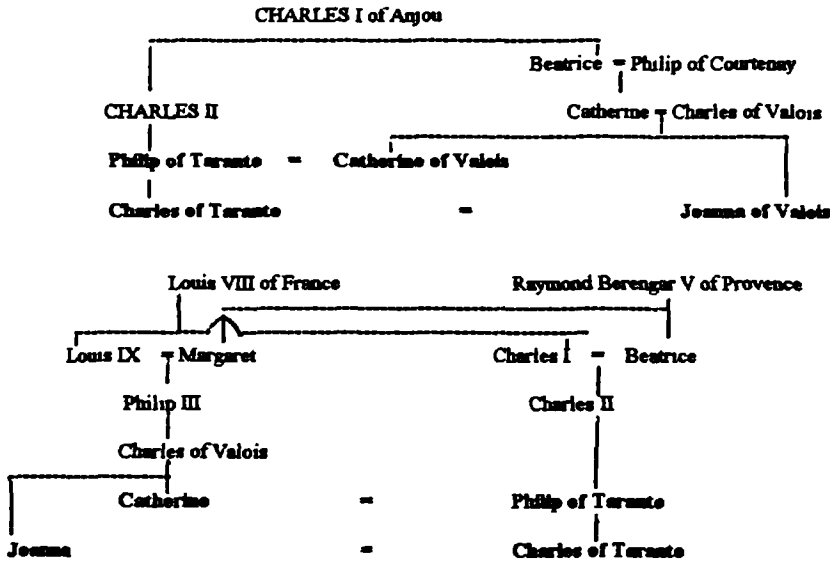 CHARLES I of Anjou
Beatrice = Philip of Courtenay
CHARLES II
Catherine = Charles of Valois
Philip of Taranto = Catherine of Valois
Charles of Taranto = Joanna of Valois
Louis VIII of France Raymond Berengar V of Provence
Louis IX = Margaret Charles I = Beatrice
Philip III Charles II
Charles of Valois
Catherine = Philip of Taranto
Joanna = Charles of Taranto